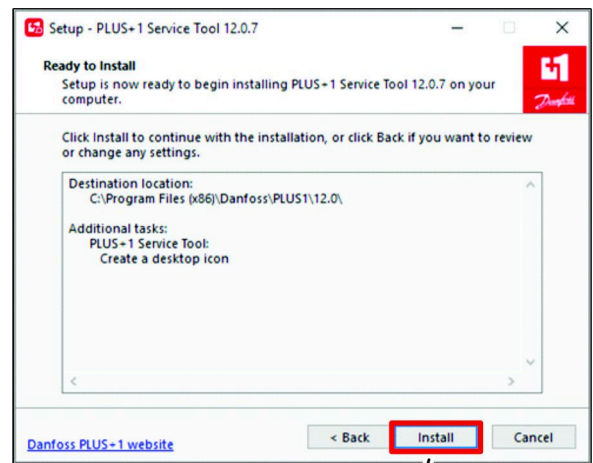 Setup - PLUS+1 Service Tool 12.0.7
Ready to Install
Setup is now ready to begin installing PLUS+1 Service Tool 12.0.7 on your
computer.
+1
Danfoss
Click Install to continue with the installation, or click Back if you want to review
or change any settings.
Destination location:
C:\Program Files (x86)\Danfoss\PLUS1\12.0\
Additional tasks:
PLUS+1 Service Tool:
Create a desktop icon
Danfoss PLUS+1 website
< Back
Install
Cancel